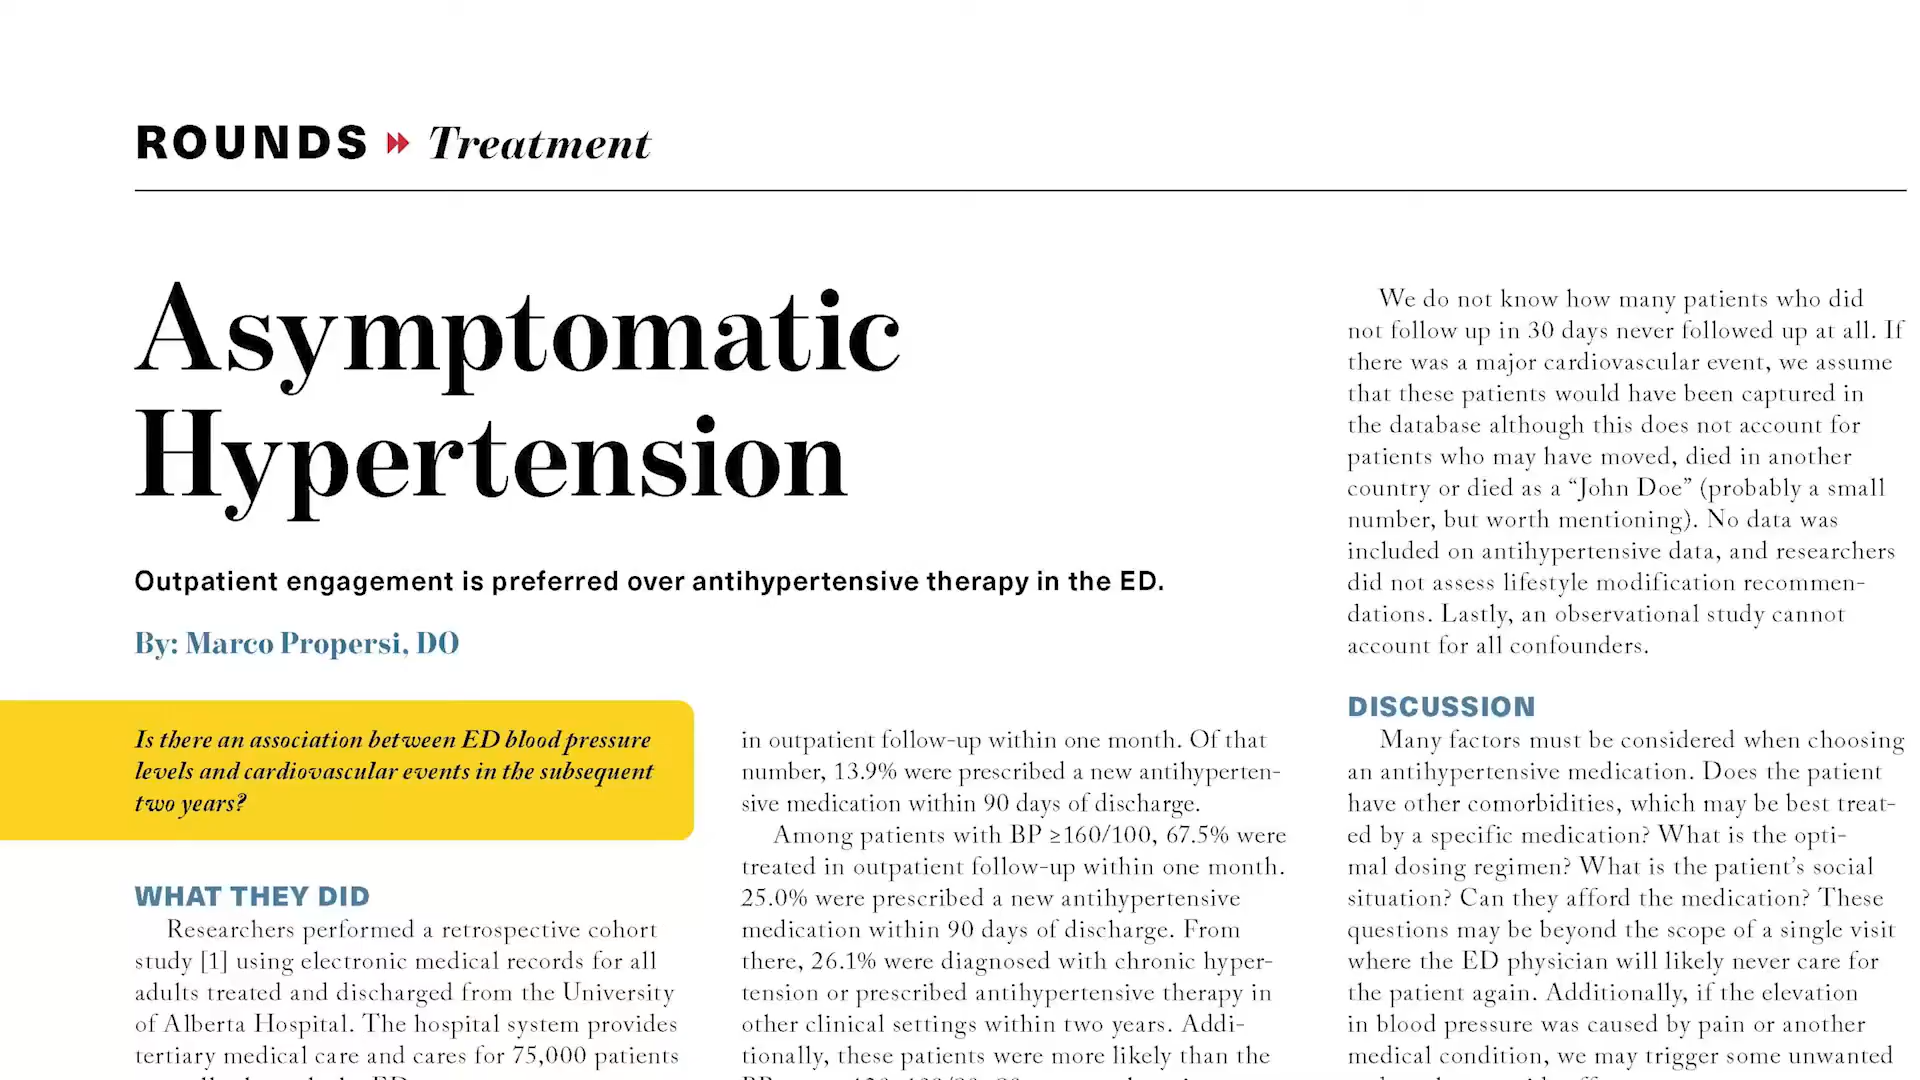 ROUNDS Treatment
Asymptomatic
Hypertension
Outpatient engagement is preferred over antihypertensive therapy in the ED.
By: Marco Propersi, DO
Is there an association between ED blood pressure
levels and cardiovascular events in the subsequent
two years?
WHAT THEY DID
Researchers performed a retrospective cohort
study [1] using electronic medical records for all
adults treated and discharged from the University
of Alberta Hospital. The hospital system provides
tertiary medical care and cares for 75,000 patients
in outpatient follow-up within one month. Of that
number, 13.9% were prescribed a new antihyperten-
sive medication within 90 days of discharge.
Among patients with BP ≥160/100, 67.5% were
treated in outpatient follow-up within one month.
25.0% were prescribed a new antihypertensive
medication within 90 days of discharge. From
there, 26.1% were diagnosed with chronic hyper-
tension or prescribed antihypertensive therapy in
other clinical settings within two years. Addi-
tionally, these patients were more likely than the
We do not know how many patients who did
not follow up in 30 days never followed up at all. If
there was a major cardiovascular event, we assume
that these patients would have been captured in
the database although this does not account for
patients who may have moved, died in another
country or died as a “John Doe” (probably a small
number, but worth mentioning). No data was
included on antihypertensive data, and researchers
did not assess lifestyle modification recommen-
dations. Lastly, an observational study cannot
account for all confounders.
DISCUSSION
Many factors must be considered when choosing
an antihypertensive medication. Does the patient
have other comorbidities, which may be best treat-
ed by a specific medication? What is the opti-
mal dosing regimen? What is the patient’s social
situation? Can they afford the medication? These
questions may be beyond the scope of a single visit
where the ED physician will likely never care for
the patient again. Additionally, if the elevation
in blood pressure was caused by pain or another
medical condition, we may trigger some unwanted